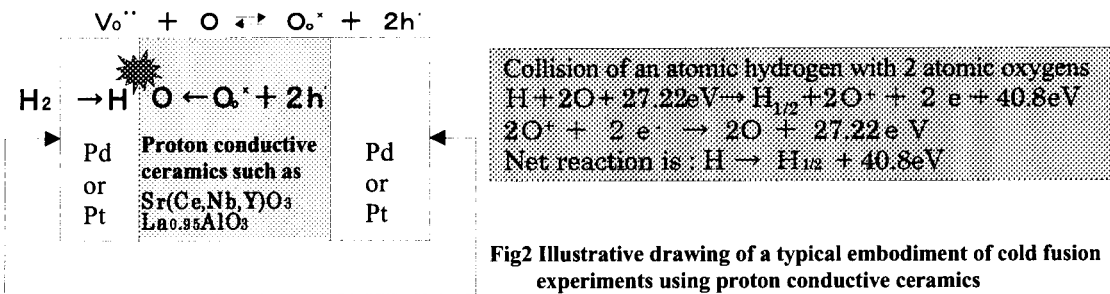 Vo·· + O ⇄ Oo× + 2h·
H2 → H O ← Oo× + 2h·
Pd or Pt
Proton conductive
ceramics such as
Sr(Ce,Nb,Y)O3
La0.95AlO3
Pd or Pt
Collision of an atomic hydrogen with 2 atomic oxygens
H + 2O + 27.22eV → H1/2 + 2O+ + 2 e + 40.8eV
2O+ + 2 e- → 2O + 27.22 e V
Net reaction is : H → H1/2 + 40.8eV
Fig2 Illustrative drawing of a typical embodiment of cold fusion
experiments using proton conductive ceramics